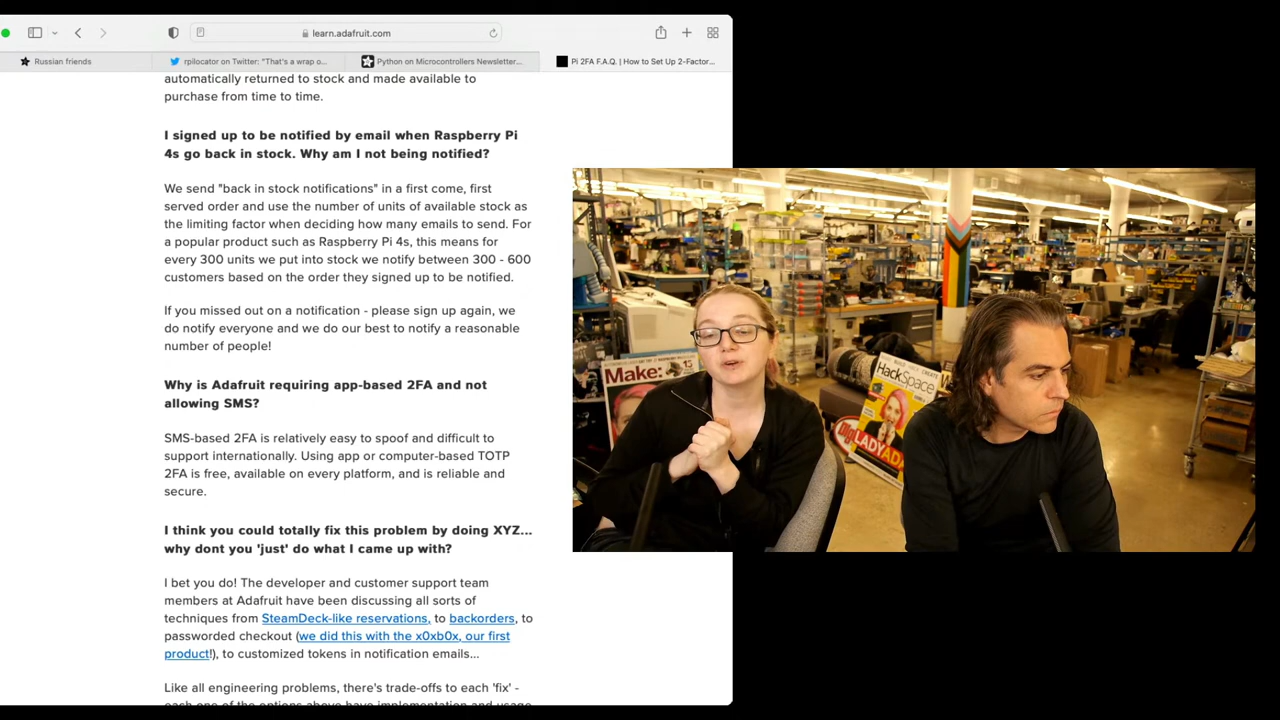 learn.adafruit.com
Russian friends
rpilocator on Twitter: "That's a wrap o...
Python on Microcontrollers Newsletter...
Pi 2FA F.A.Q. | How to Set Up 2-Factor...
automatically returned to stock and made available to
purchase from time to time.
I signed up to be notified by email when Raspberry Pi
4s go back in stock. Why am I not being notified?
We send "back in stock notifications" in a first come, first
served order and use the number of units of available stock as
the limiting factor when deciding how many emails to send. For
a popular product such as Raspberry Pi 4s, this means for
every 300 units we put into stock we notify between 300 - 600
customers based on the order they signed up to be notified.
If you missed out on a notification - please sign up again, we
do notify everyone and we do our best to notify a reasonable
number of people!
Why is Adafruit requiring app-based 2FA and not
allowing SMS?
SMS-based 2FA is relatively easy to spoof and difficult to
support internationally. Using app or computer-based TOTP
2FA is free, available on every platform, and is reliable and
secure.
I think you could totally fix this problem by doing XYZ...
why dont you 'just' do what I came up with?
I bet you do! The developer and customer support team
members at Adafruit have been discussing all sorts of
techniques from SteamDeck-like reservations, to backorders, to
passworded checkout (we did this with the x0xb0x, our first
product!), to customized tokens in notification emails...
Like all engineering problems, there's trade-offs to each 'fix' -
each one of the options above have implementation and usage
Make:
HackSpace
LADYADA